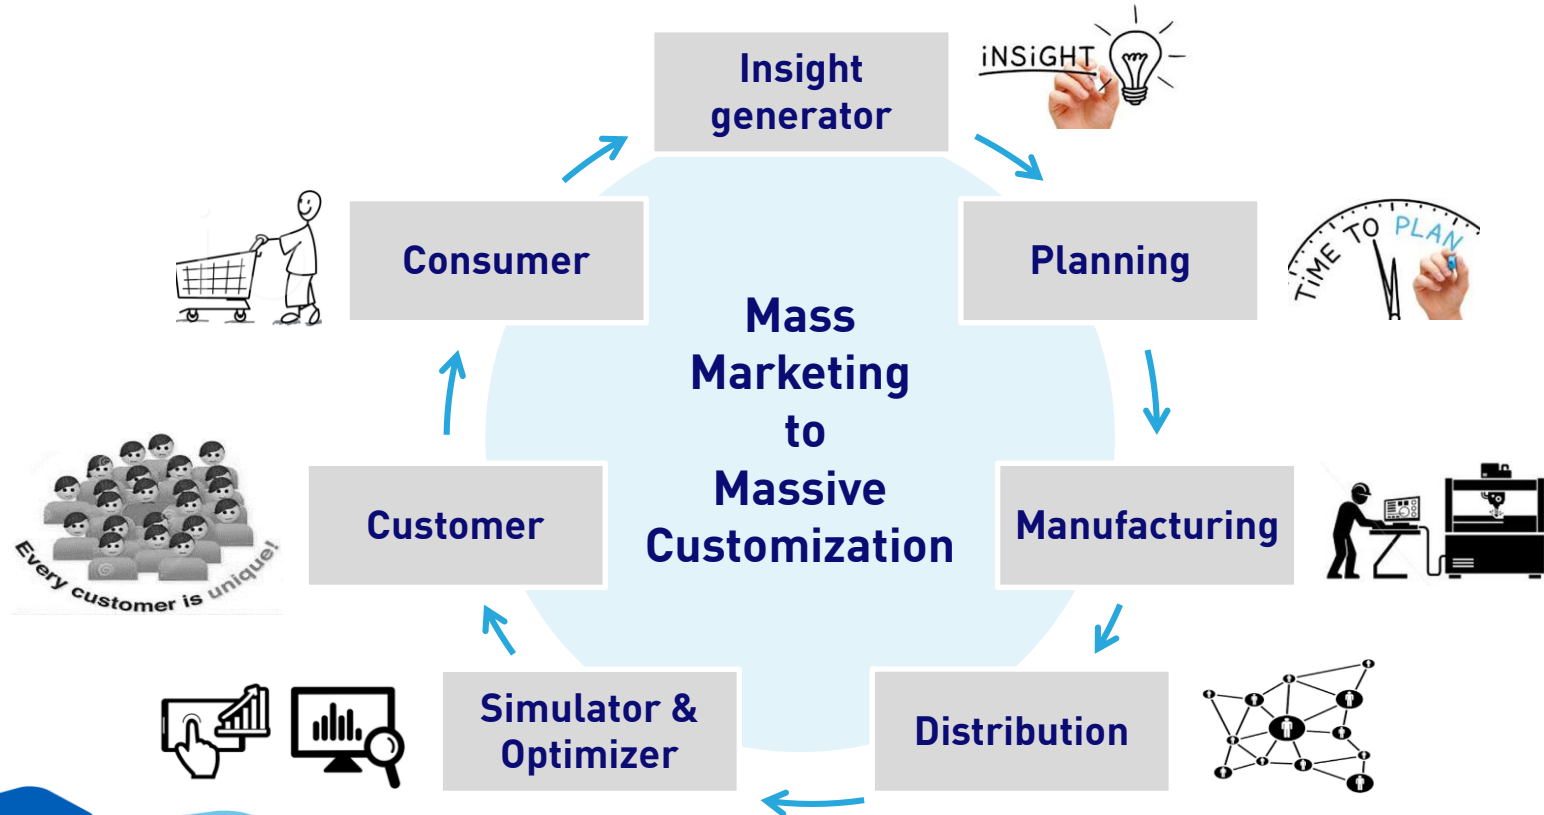 Insight
generator
iNSiGHT
Consumer
Planning
TiME TO PLAN
Mass
Marketing
to
Massive
Customization
Customer
Manufacturing
Every customer is unique!
Simulator &
Optimizer
Distribution